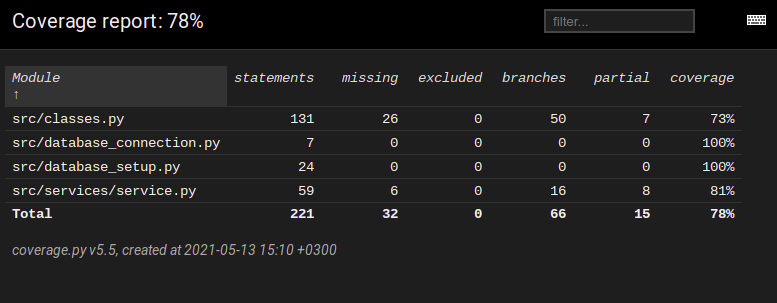 Coverage report: 78%
filter...
Module statements missing excluded branches partial coverage
↑
src/classes.py 131 26 0 50 7 73%
src/database_connection.py 7 0 0 0 0 100%
src/database_setup.py 24 0 0 0 0 100%
src/services/service.py 59 6 0 16 8 81%
Total 221 32 0 66 15 78%
coverage.py v5.5, created at 2021-05-13 15:10 +0300